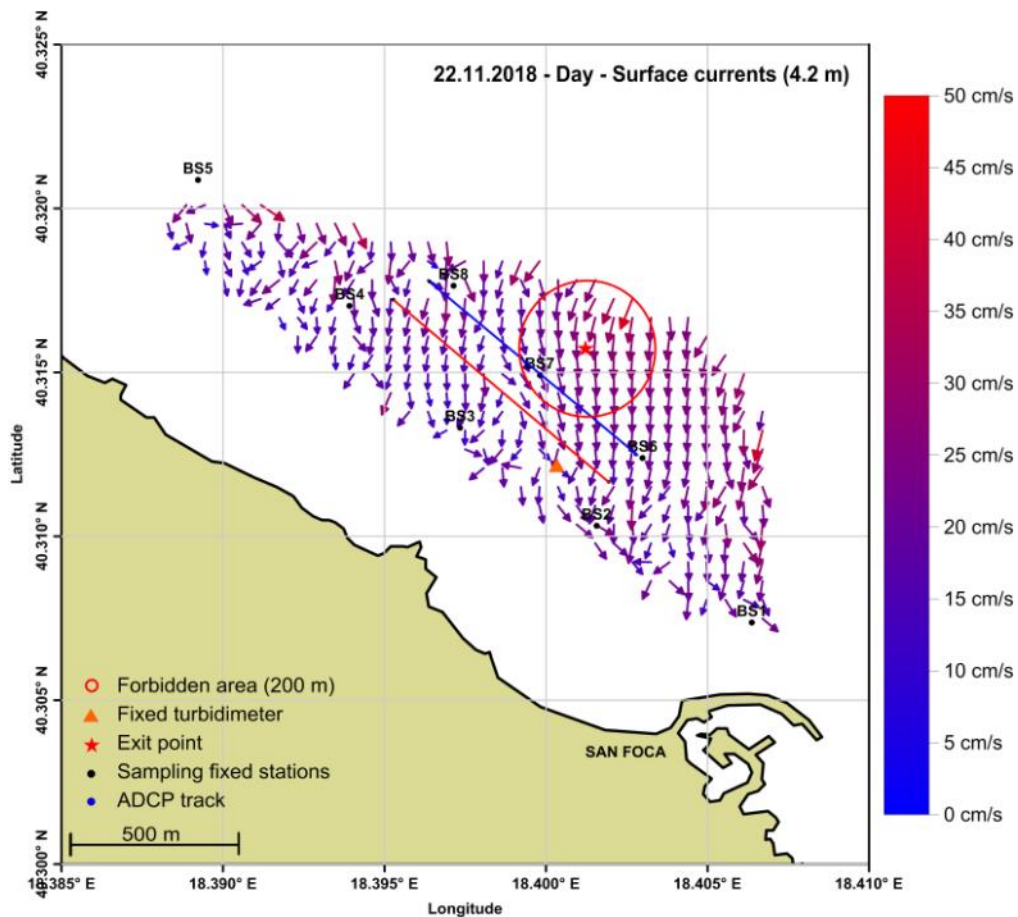 22.11.2018 - Day - Surface currents (4.2 m)
50 cm/s
45 cm/s
40 cm/s
35 cm/s
30 cm/s
25 cm/s
20 cm/s
15 cm/s
10 cm/s
5 cm/s
0 cm/s
Latitude
40.325° N
40.320° N
40.315° N
40.310° N
40.305° N
40.300° N
BS5
BS8
BS4
BS7
BS3
BS6
BS2
BS1
Forbidden area (200 m)
Fixed turbidimeter
Exit point
Sampling fixed stations
ADCP track
500 m
SAN FOCA
18.385° E
18.390° E
18.395° E
18.400° E
18.405° E
18.410° E
Longitude